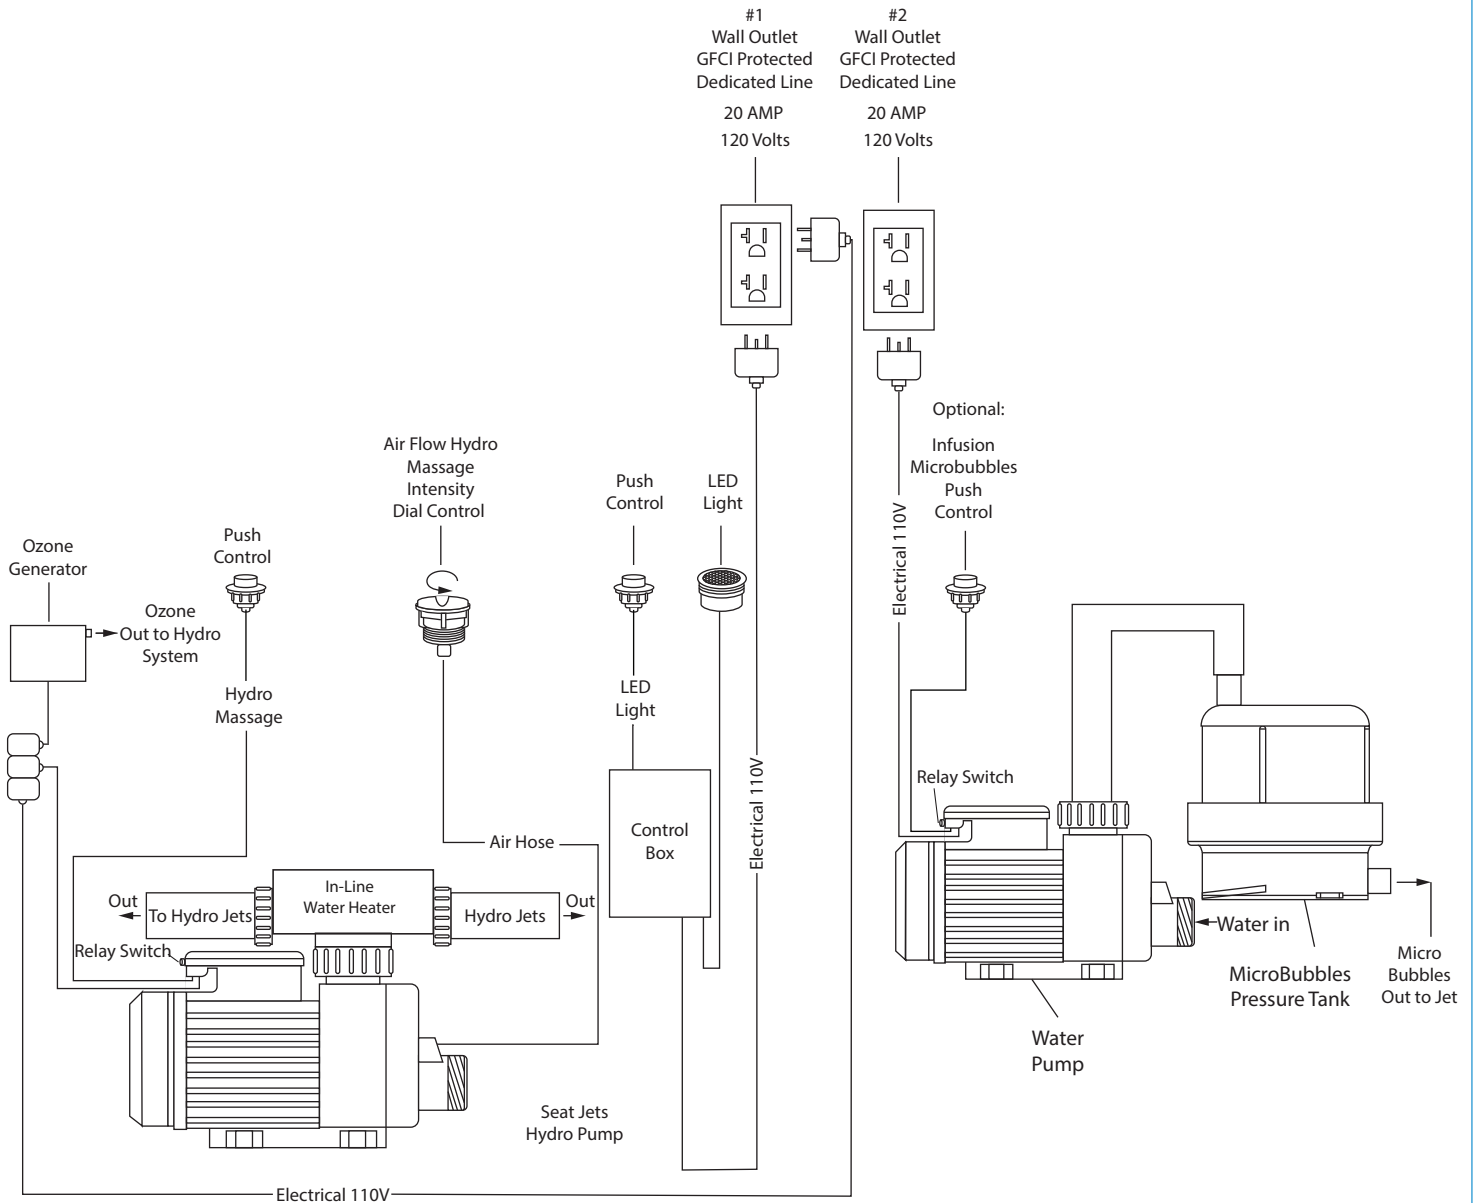 #1
Wall Outlet
GFCI Protected
Dedicated Line
20 AMP
120 Volts
#2
Wall Outlet
GFCI Protected
Dedicated Line
20 AMP
120 Volts
Optional:
Infusion
Microbubbles
Push
Control
Air Flow Hydro
Massage
Intensity
Dial Control
Push
Control
LED
Light
Electrical 110V
Push
Control
Ozone
Generator
Ozone
Out to Hydro
System
Hydro
Massage
LED
Light
Relay Switch
Electrical 110V
Control
Box
Air Hose
In-Line
Water Heater
Out
To Hydro Jets
Hydro Jets
Out
Relay Switch
Water in
MicroBubbles
Pressure Tank
Micro
Bubbles
Out to Jet
Water
Pump
Seat Jets
Hydro Pump
Electrical 110V